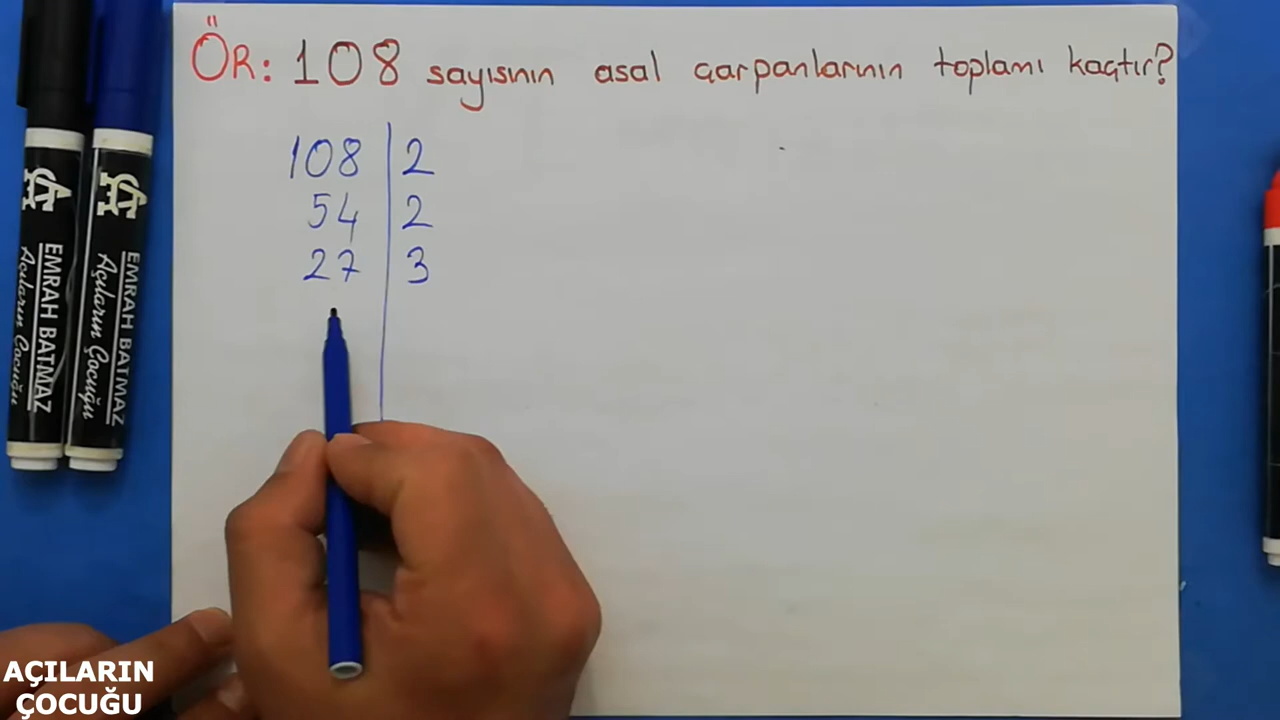 ÖR: 108 sayısının asal çarpanlarının toplamı kaçtır?
108 | 2
54 | 2
27 | 3
EMRAH BATMAZ
Açıların Çocuğu
EMRAH BATMAZ
Açıların Çocuğu
AÇILARIN
ÇOCUĞU